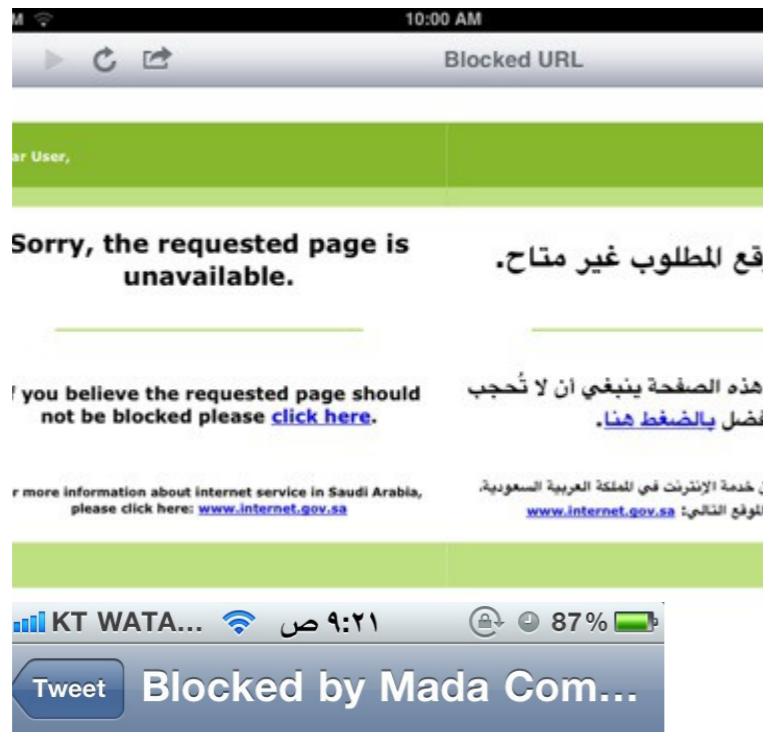 M 10:00 AM
Blocked URL
ar User,
Sorry, the requested page is
unavailable.
قع المطلوب غير متاح.
you believe the requested page should
not be blocked please click here.
هذه الصفحة ينبغي أن لا تُحجب
فضل بالضغط هنا.
r more information about internet service in Saudi Arabia,
please click here: www.internet.gov.sa
ن خدمة الإنترنت في المملكة العربية السعودية،
الموقع التالي: www.internet.gov.sa
KT WATA... ٩:٢١ ص 87%
Tweet Blocked by Mada Com...